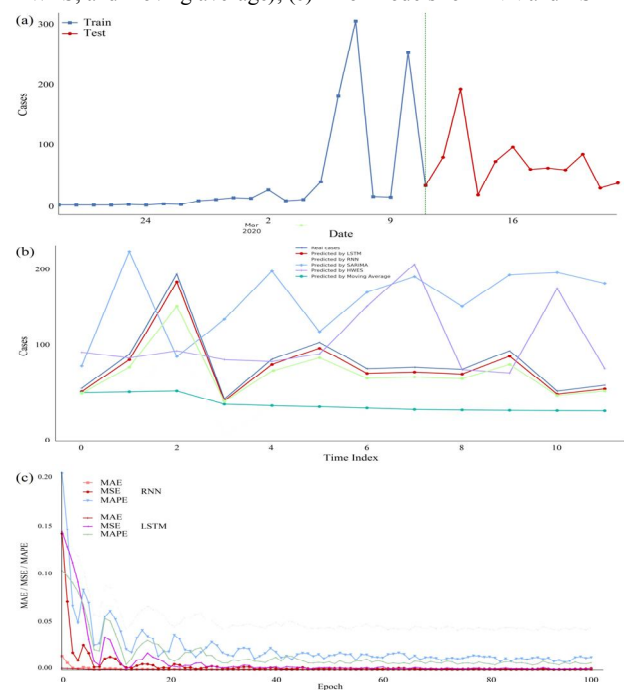 (a)
Train
Test
300
200
100
0
Cases
24
2
9
16
Mar
2020
Date
(b)
Real cases
Predicted by LSTM
Predicted by RNN
Predicted by SARIMA
Predicted by HWES
Predicted by Moving Average
200
100
0
Cases
0 2 4 6 8 10
Time Index
(c)
MAE
MSE RNN
MAPE
MAE
MSE LSTM
MAPE
0.20
0.15
0.10
0.05
0.00
MAE / MSE / MAPE
0 20 40 60 80 100
Epoch